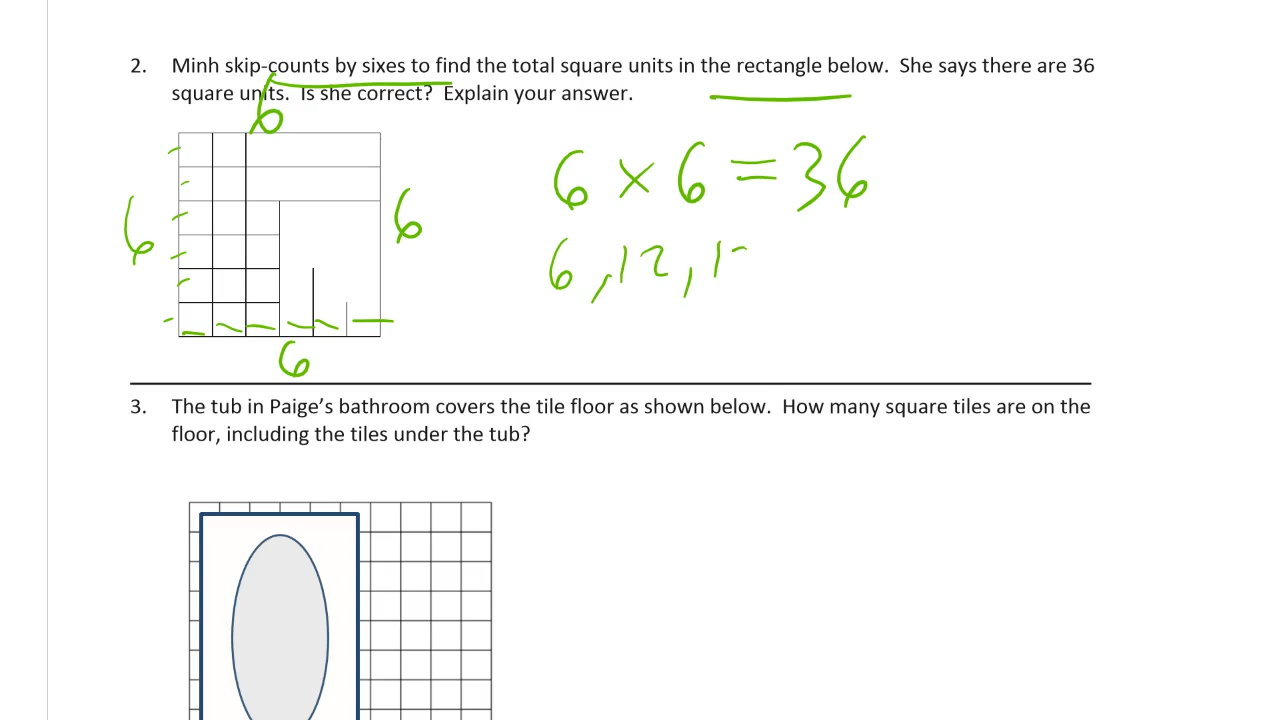 2. Minh skip-counts by sixes to find the total square units in the rectangle below. She says there are 36
square units. Is she correct? Explain your answer.
6
6 × 6 = 36
6
6
6, 12, 1
6
3. The tub in Paige's bathroom covers the tile floor as shown below. How many square tiles are on the
floor, including the tiles under the tub?